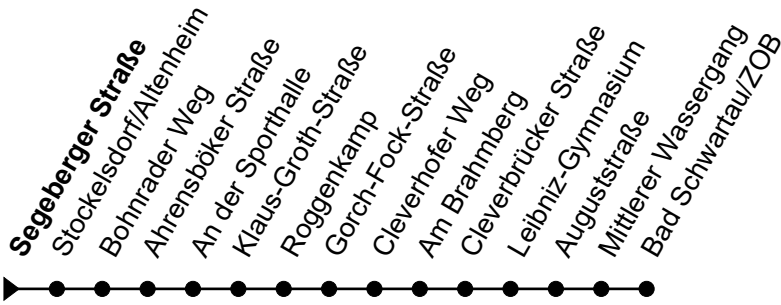 Segeberger Straße
Stockelsdorf/Altenheim
Bohnrader Weg
Ahrensböker Straße
An der Sporthalle
Klaus-Groth-Straße
Roggenkamp
Gorch-Fock-Straße
Cleverhofer Weg
Am Brahmberg
Cleverbrücker Straße
Leibniz-Gymnasium
Auguststraße
Mittlerer Wassergang
Bad Schwartau/ZOB